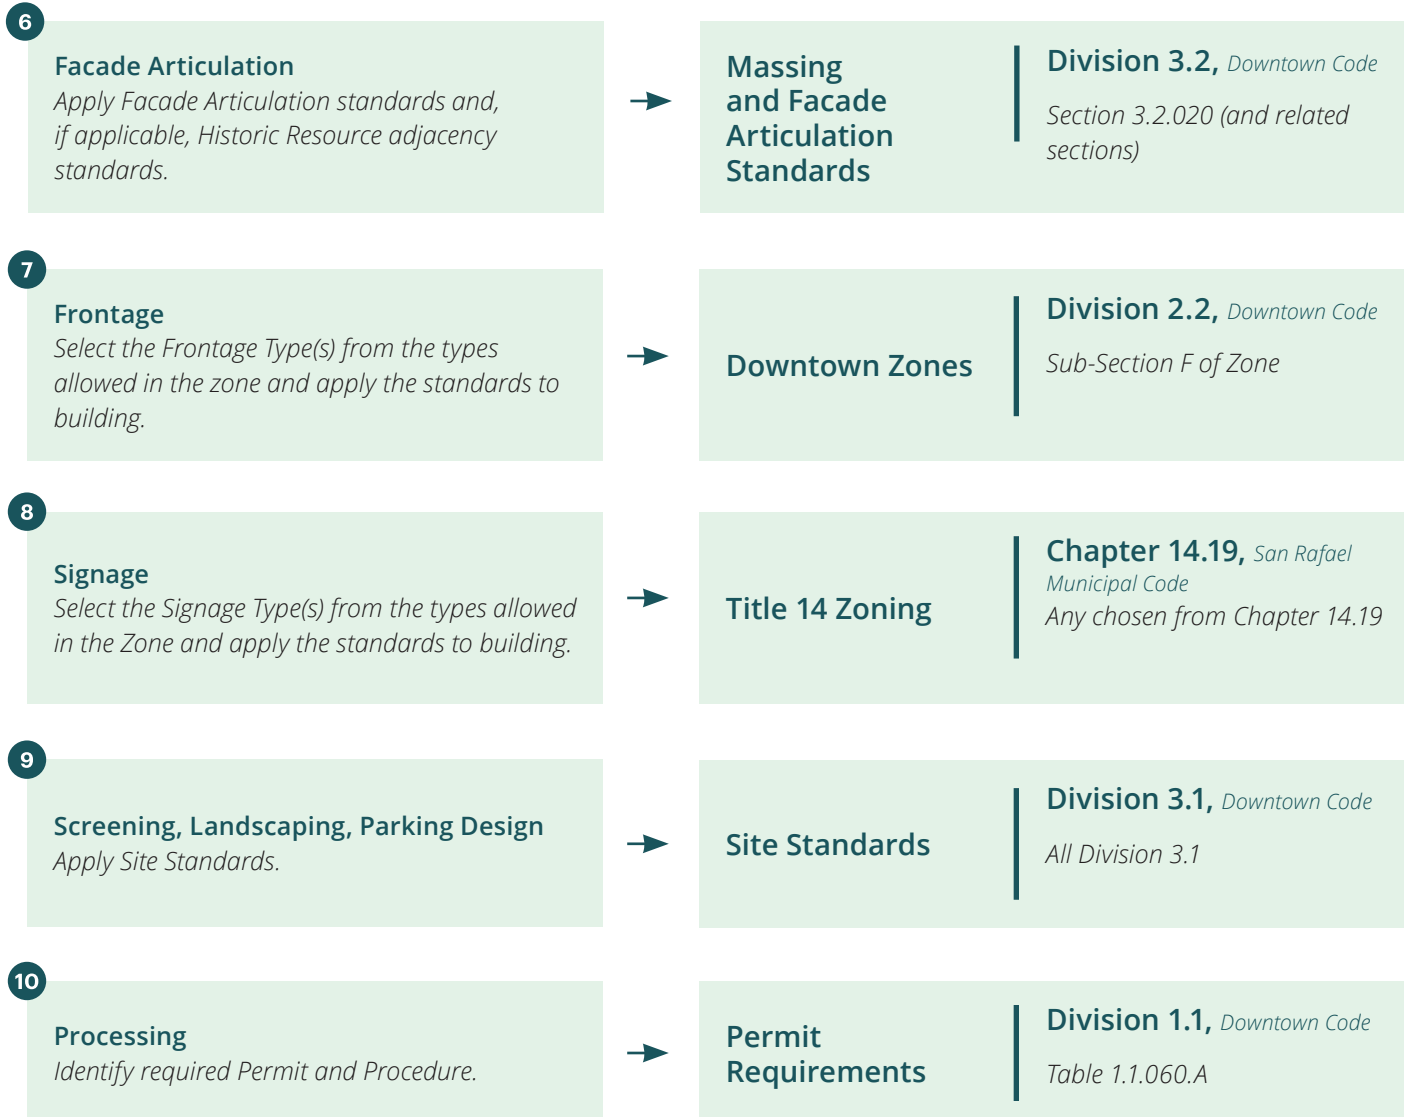 6
Facade Articulation
Apply Facade Articulation standards and,
if applicable, Historic Resource adjacency
standards.
Massing
and Facade
Articulation
Standards
Division 3.2, Downtown Code
Section 3.2.020 (and related
sections)
7
Frontage
Select the Frontage Type(s) from the types
allowed in the zone and apply the standards to
building.
Downtown Zones
Division 2.2, Downtown Code
Sub-Section F of Zone
8
Signage
Select the Signage Type(s) from the types allowed
in the Zone and apply the standards to building.
Title 14 Zoning
Chapter 14.19, San Rafael
Municipal Code
Any chosen from Chapter 14.19
9
Screening, Landscaping, Parking Design
Apply Site Standards.
Site Standards
Division 3.1, Downtown Code
All Division 3.1
10
Processing
Identify required Permit and Procedure.
Permit
Requirements
Division 1.1, Downtown Code
Table 1.1.060.A